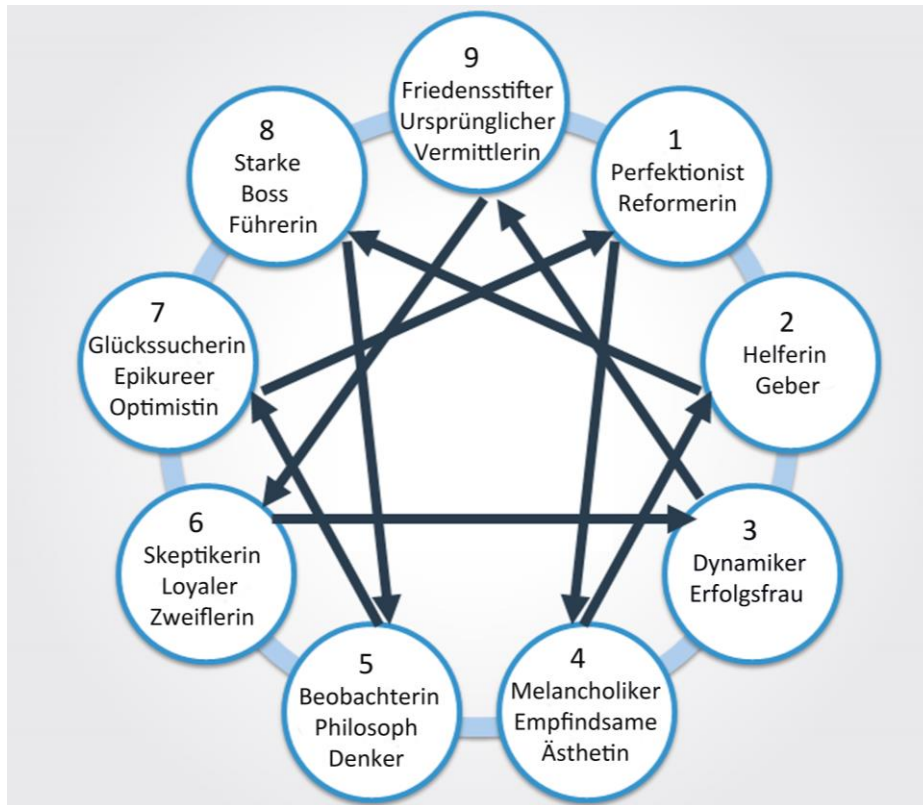 9
Friedensstifter
Ursprünglicher
Vermittlerin
1
Perfektionist
Reformerin
2
Helferin
Geber
3
Dynamiker
Erfolgsfrau
4
Melancholiker
Empfindsame
Ästhetin
5
Beobachterin
Philosoph
Denker
6
Skeptikerin
Loyaler
Zweiflerin
7
Glückssucherin
Epikureer
Optimistin
8
Starke
Boss
Führerin